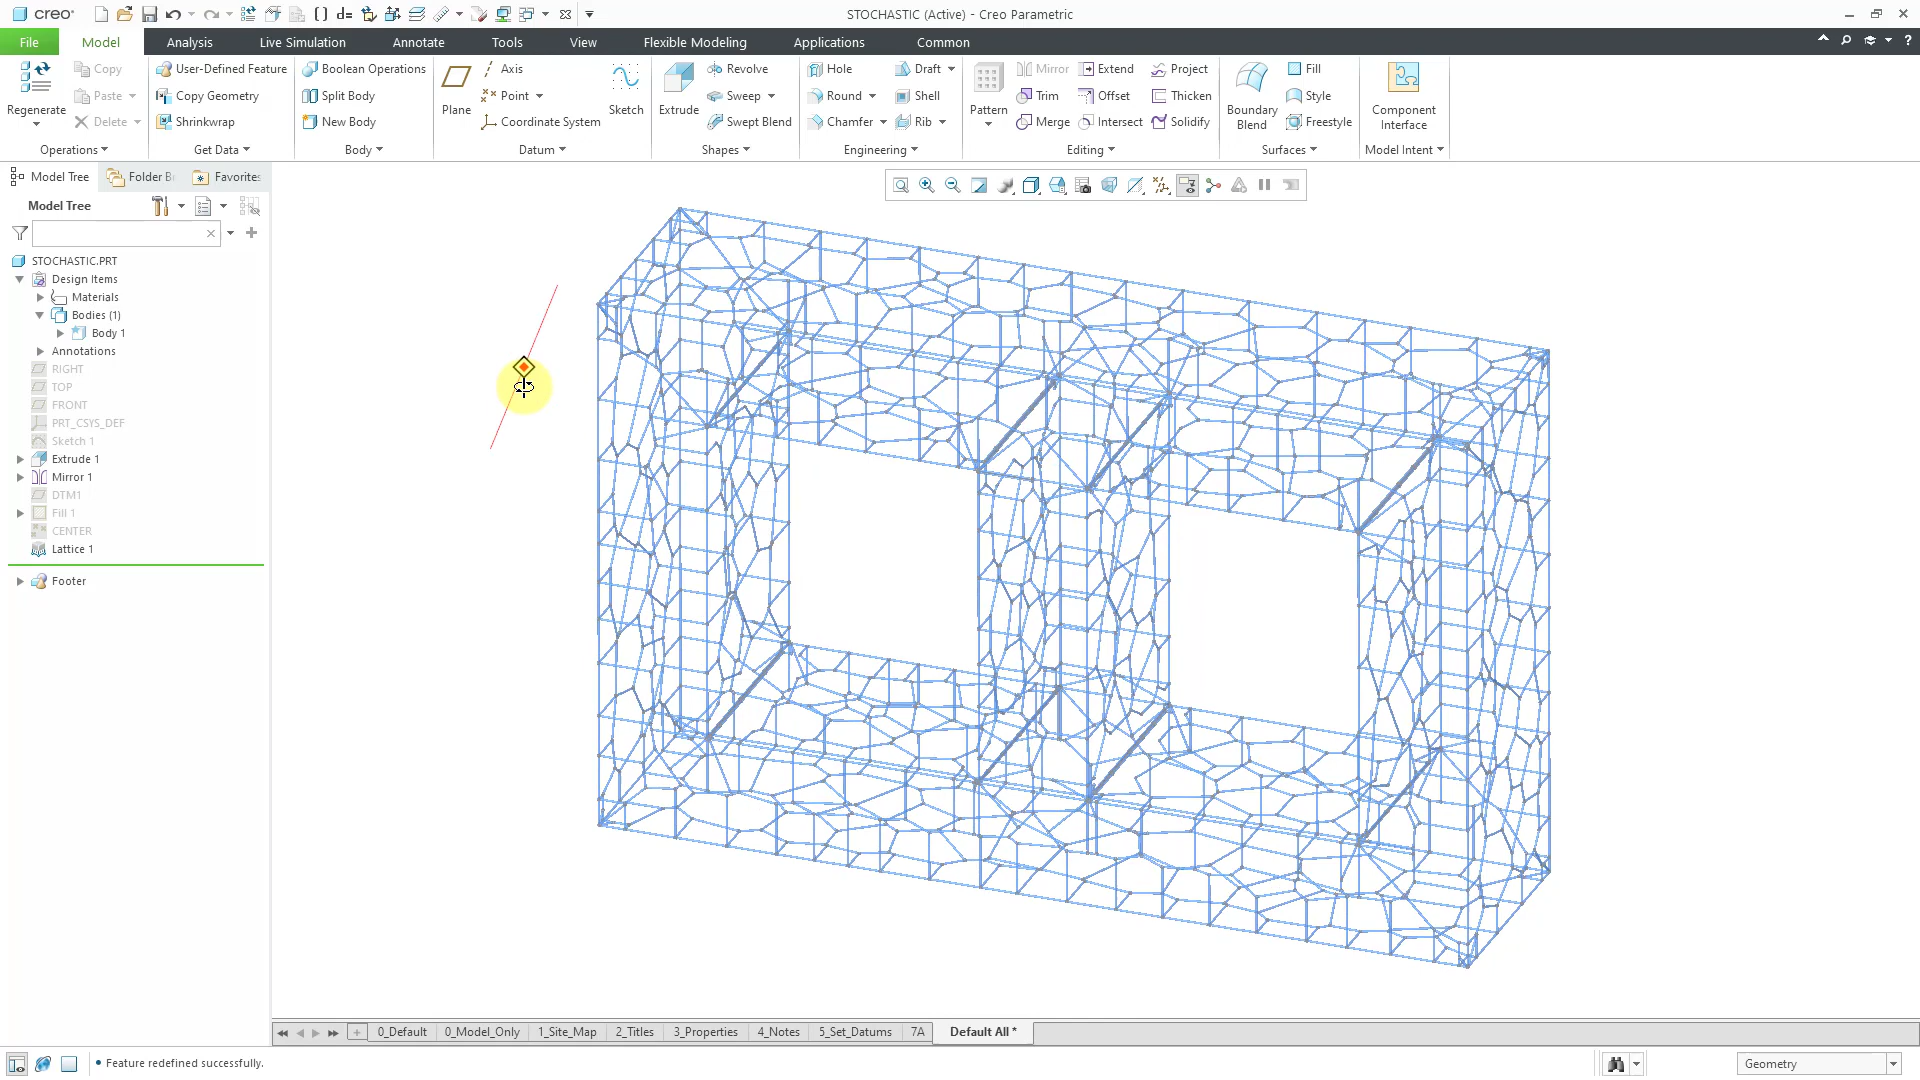 creo
STOCHASTIC (Active) - Creo Parametric
File
Model
Analysis
Live Simulation
Annotate
Tools
View
Flexible Modeling
Applications
Common
Regenerate
Copy
Paste
Delete
Operations
User-Defined Feature
Copy Geometry
Shrinkwrap
Get Data
Boolean Operations
Split Body
New Body
Body
Plane
Axis
Point
Coordinate System
Sketch
Datum
Extrude
Revolve
Sweep
Swept Blend
Shapes
Hole
Round
Chamfer
Draft
Shell
Rib
Engineering
Pattern
Mirror
Trim
Merge
Extend
Offset
Intersect
Project
Thicken
Solidify
Editing
Boundary
Blend
Fill
Style
Freestyle
Surfaces
Component
Interface
Model Intent
Model Tree
Folder B
Favorites
Model Tree
STOCHASTIC.PRT
Design Items
Materials
Bodies (1)
Body 1
Annotations
RIGHT
TOP
FRONT
PRT_CSYS_DEF
Sketch 1
Extrude 1
Mirror 1
DTM1
Fill 1
CENTER
Lattice 1
Footer
0_Default
0_Model_Only
1_Site_Map
2_Titles
3_Properties
4_Notes
5_Set_Datums
7A
Default All *
• Feature redefined successfully.
Geometry